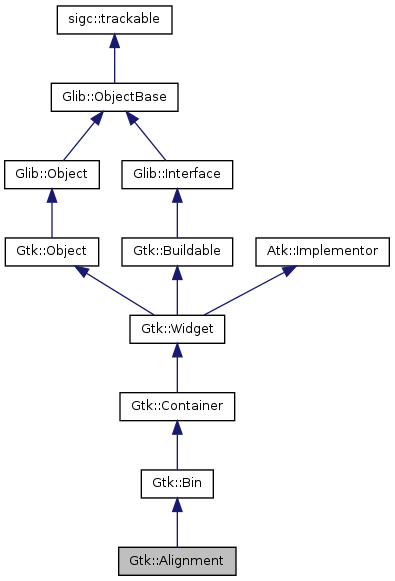 sigc::trackable
Glib::ObjectBase
Glib::Object
Glib::Interface
Gtk::Object
Gtk::Buildable
Atk::Implementor
Gtk::Widget
Gtk::Container
Gtk::Bin
Gtk::Alignment